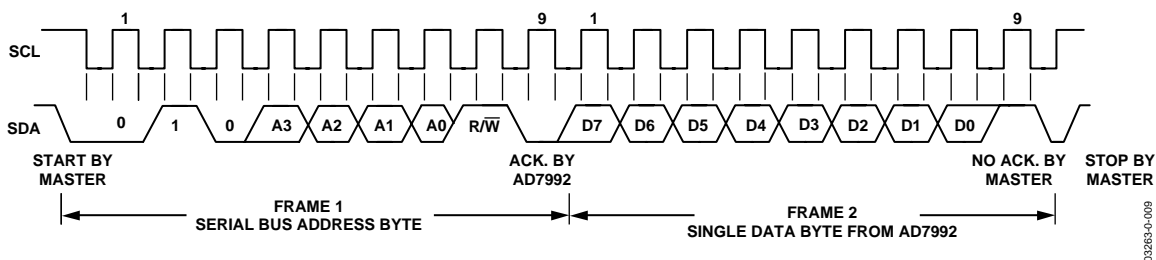 1 9 1 9
SCL
SDA 0 1 0 A3 A2 A1 A0 R/W̅ D7 D6 D5 D4 D3 D2 D1 D0
START BY
MASTER
ACK. BY
AD7992
NO ACK. BY
MASTER
STOP BY
MASTER
FRAME 1
SERIAL BUS ADDRESS BYTE
FRAME 2
SINGLE DATA BYTE FROM AD7992
03263-0-009